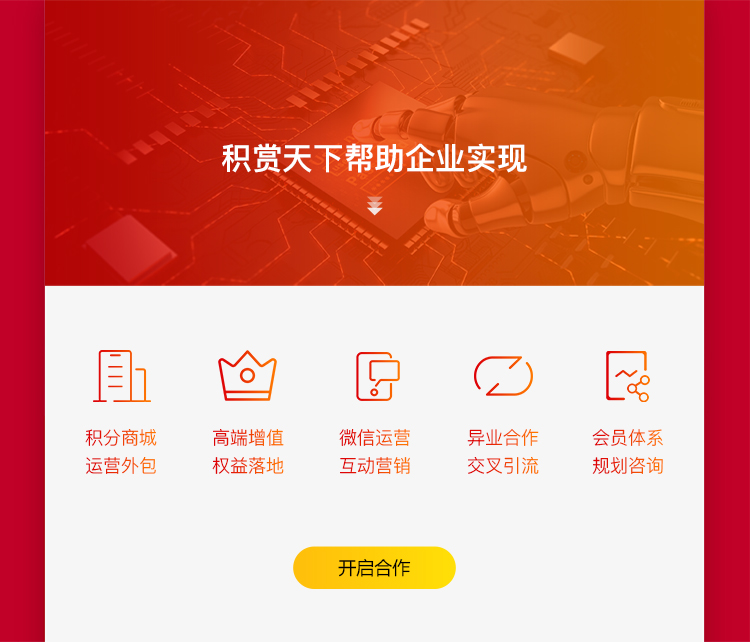 积赏天下帮助企业实现
积分商城
运营外包
高端增值
权益落地
微信运营
互动营销
异业合作
交叉引流
会员体系
规划咨询
开启合作